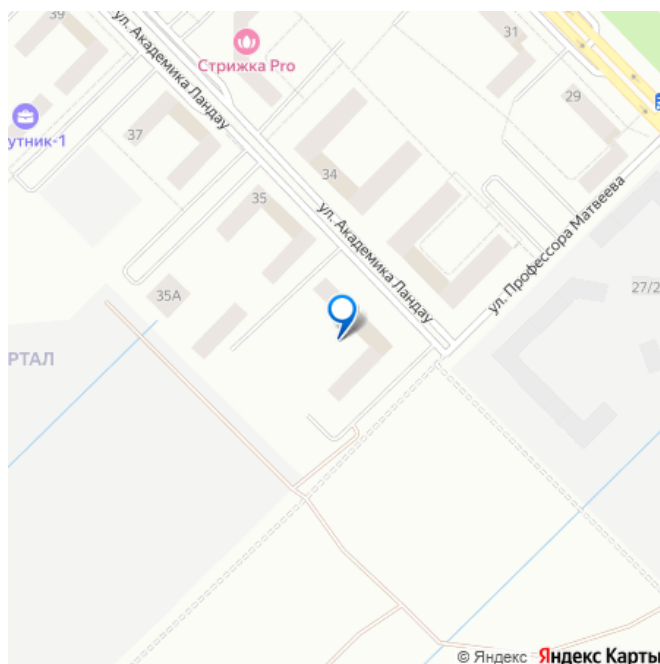 39
ул. Академика Ландау
31
Стрижка Pro
29
утник-1
37
34
ул. Профессора Матвеева
35
ул. Академика Ландау
27/2
35А
РТАЛ
© Яндекс Яндекс Карты